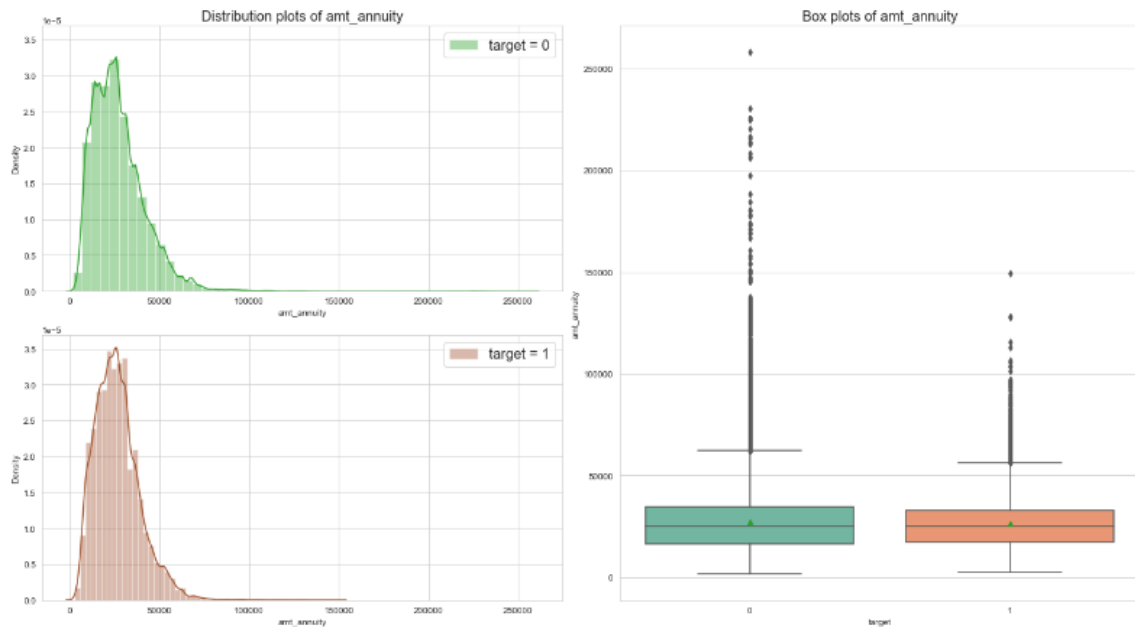 Distribution plots of amt_annuity
1e−5
target = 0
3.5
3.0
2.5
2.0
1.5
1.0
0.5
0.0
Density
0 50000 100000 150000 200000 250000
amt_annuity
1e−5
target = 1
3.5
3.0
2.5
2.0
1.5
1.0
0.5
0.0
Density
0 50000 100000 150000 200000 250000
amt_annuity
Box plots of amt_annuity
250000
200000
150000
100000
50000
0
amt_annuity
0 1
target